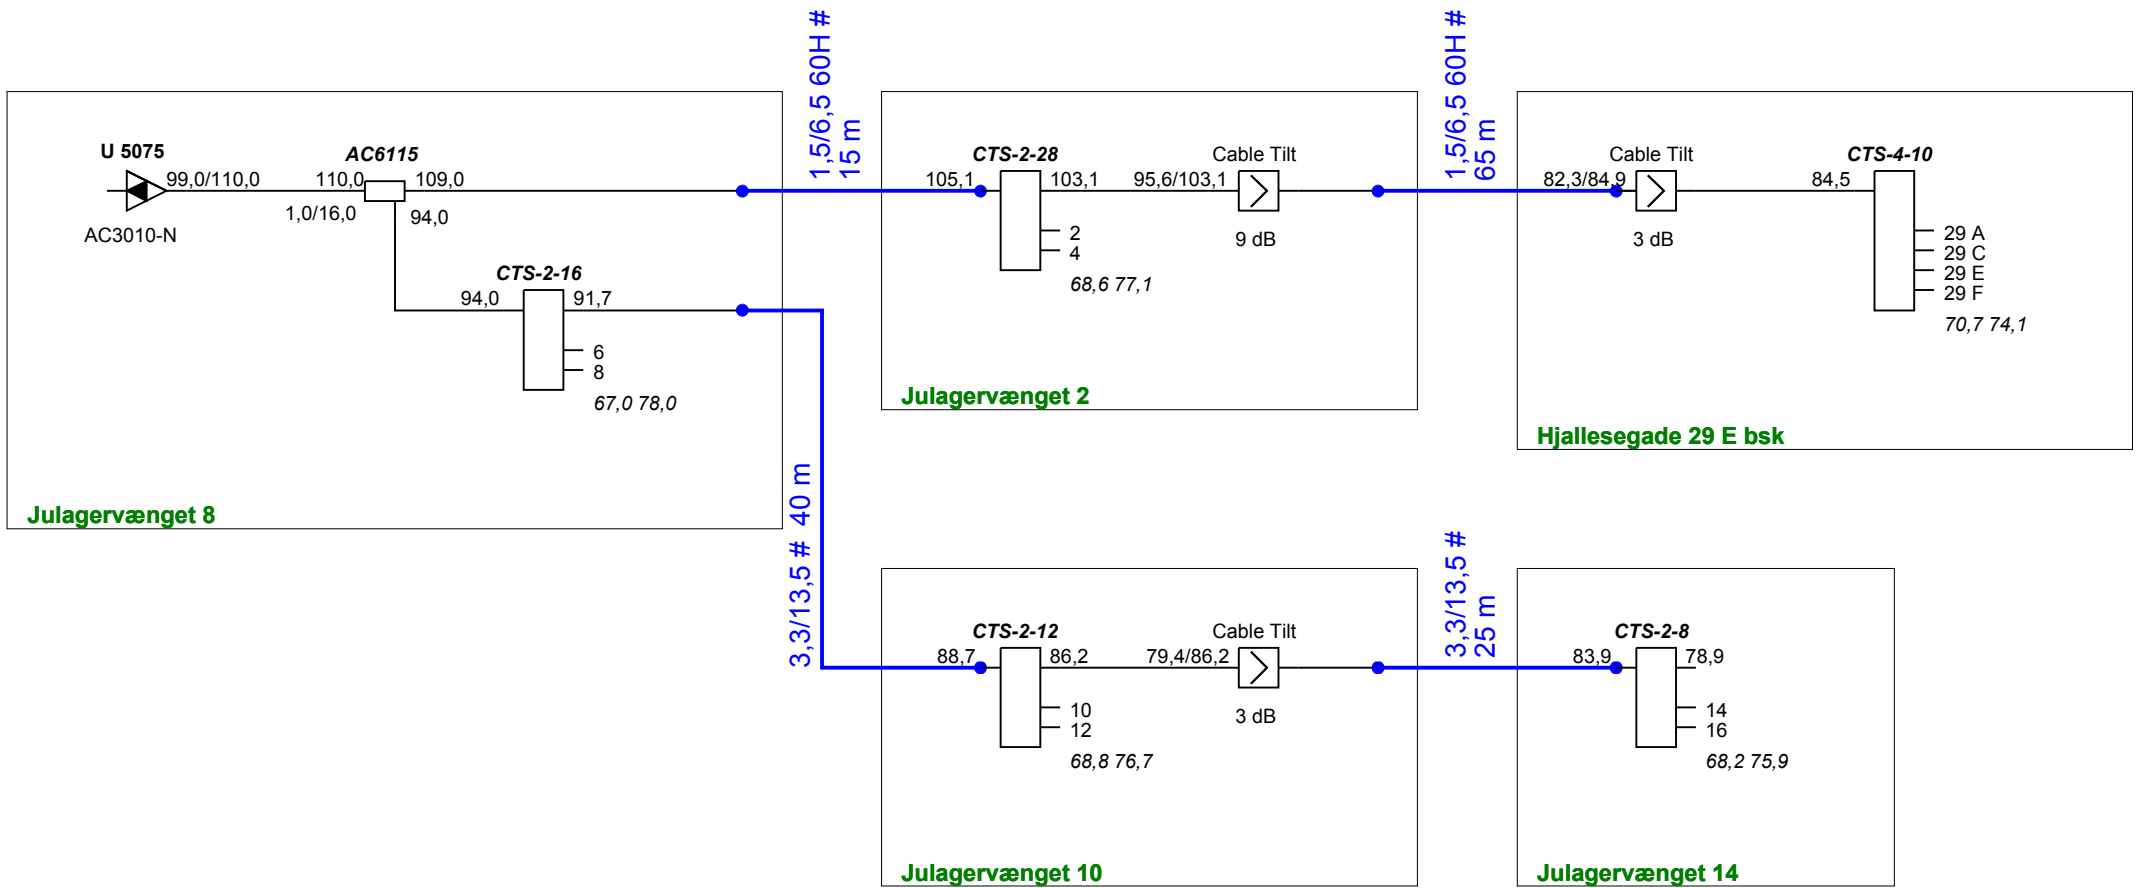 U 5075
99,0/110,0
AC3010-N
AC6115
110,0
109,0
1,0/16,0
94,0
CTS-2-16
94,0
91,7
6
8
67,0 78,0
Julagervænget 8
1,5/6,5 60H #
15 m
CTS-2-28
105,1
103,1
2
4
68,6 77,1
Cable Tilt
95,6/103,1
9 dB
Julagervænget 2
1,5/6,5 60H #
65 m
Cable Tilt
82,3/84,9
3 dB
CTS-4-10
84,5
29 A
29 C
29 E
29 F
70,7 74,1
Hjallesegade 29 E bsk
3,3/13,5 # 40 m
CTS-2-12
88,7
86,2
10
12
68,8 76,7
Cable Tilt
79,4/86,2
3 dB
Julagervænget 10
3,3/13,5 #
25 m
CTS-2-8
83,9
78,9
14
16
68,2 75,9
Julagervænget 14